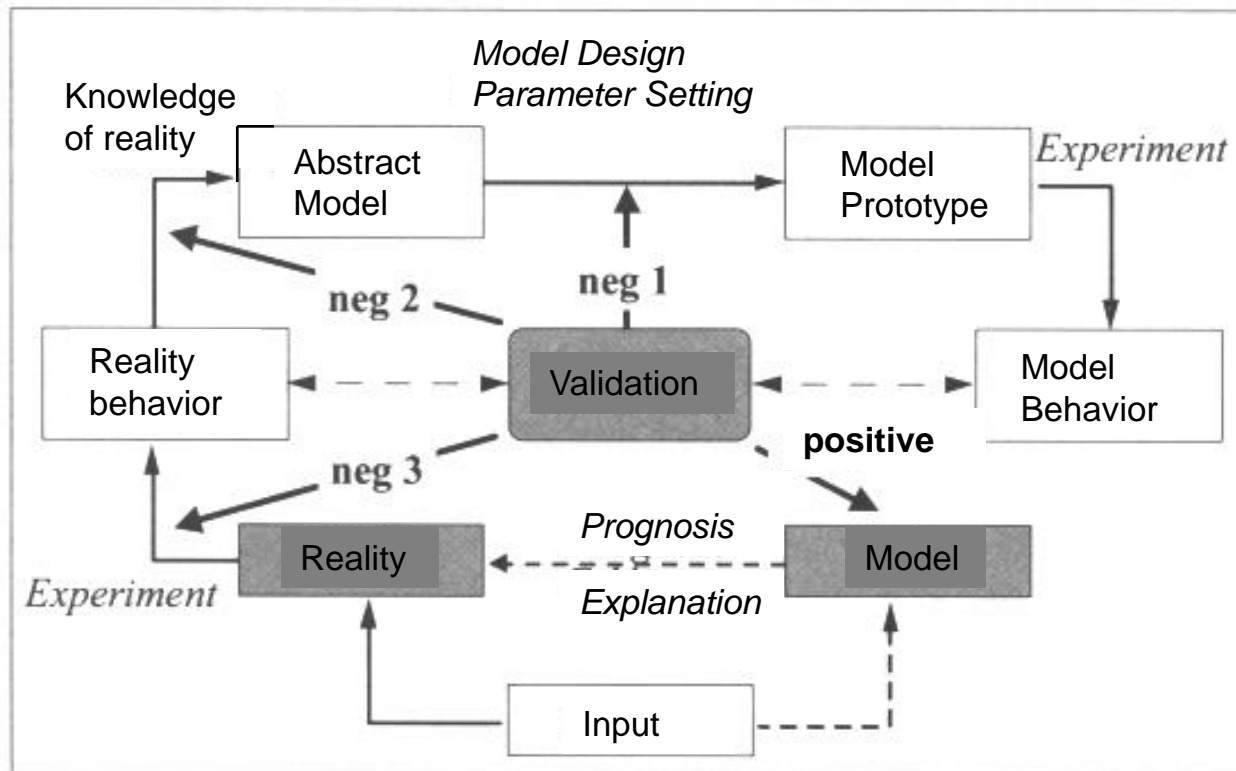 Model Design
Parameter Setting
Knowledge
of reality
Abstract
Model
Model
Prototype
Experiment
neg 2
neg 1
Reality
behavior
Validation
Model
Behavior
positive
neg 3
Prognosis
Reality
Model
Experiment
Explanation
Input